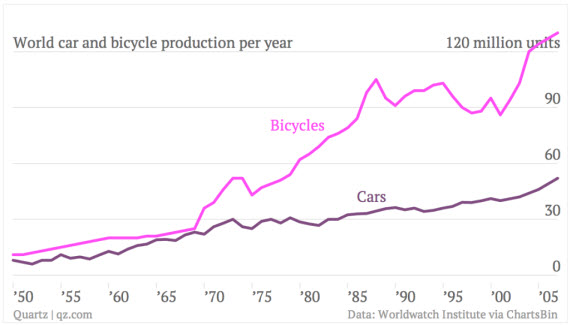 World car and bicycle production per year
120 million units
Bicycles
90
60
Cars
30
0
'50 '55 '60 '65 '70 '75 '80 '85 '90 '95 '00 '05
Quartz | qz.com
Data: Worldwatch Institute via ChartsBin